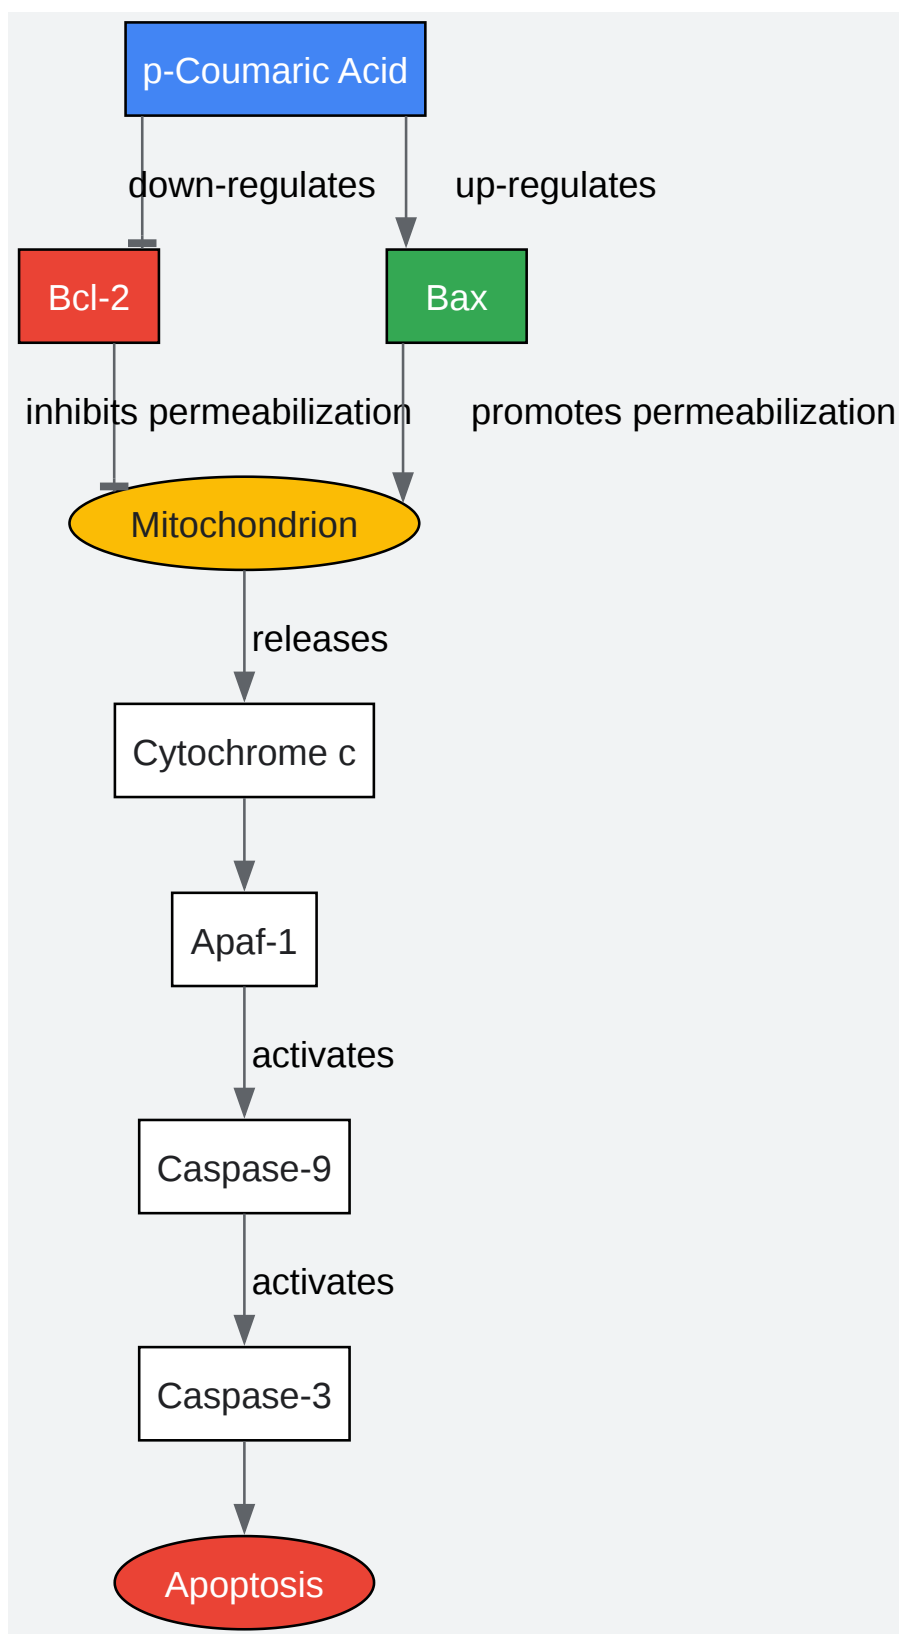 p-Coumaric Acid
down-regulates
up-regulates
Bcl-2
Bax
inhibits permeabilization
promotes permeabilization
Mitochondrion
releases
Cytochrome c
Apaf-1
activates
Caspase-9
activates
Caspase-3
Apoptosis